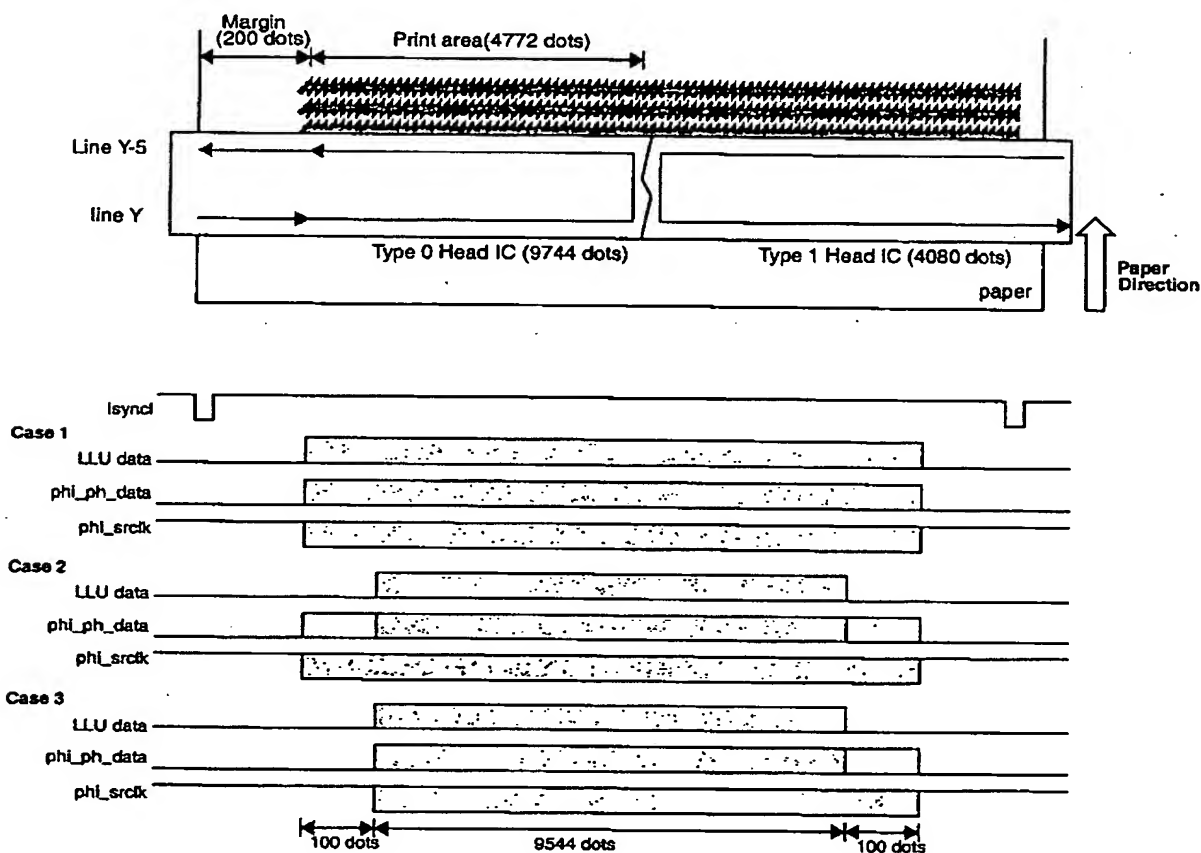 Margin
(200 dots)
Print area(4772 dots)
Line Y-5
line Y
Type 0 Head IC (9744 dots)
Type 1 Head IC (4080 dots)
Paper
Direction
paper
lsyncl
Case 1
LLU data
phi_ph_data
phi_srclk
Case 2
LLU data
phi_ph_data
phi_srclk
Case 3
LLU data
phi_ph_data
phi_srclk
100 dots
9544 dots
100 dots